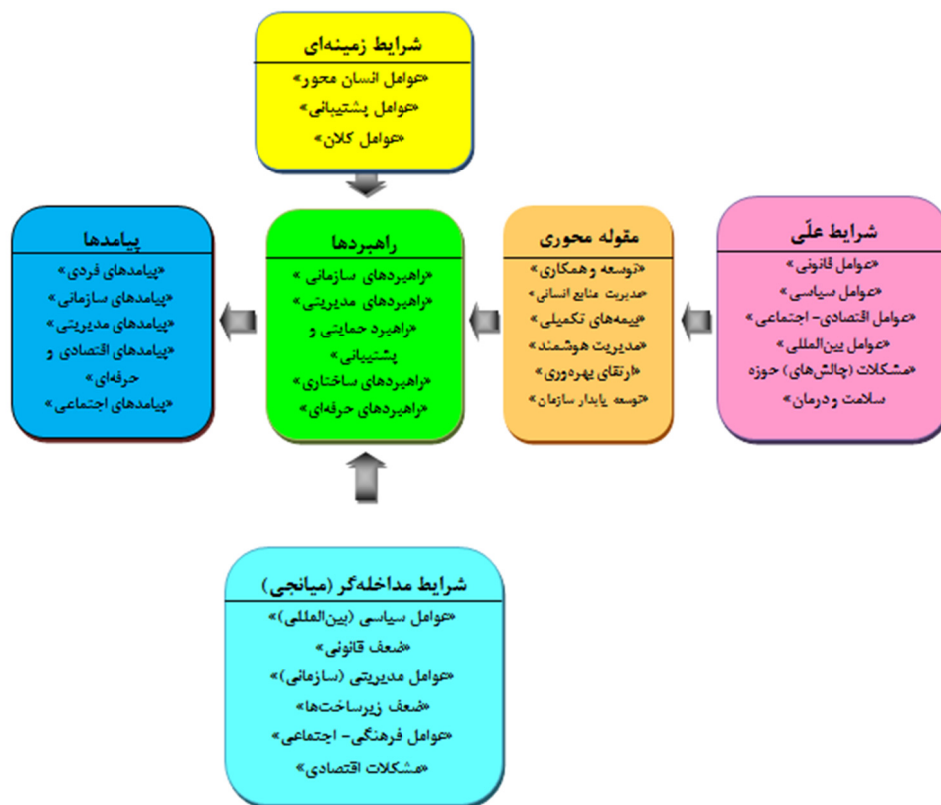 شرایط زمینه‌ای
«عوامل انسان محور»
«عوامل پشتیبانی»
«عوامل کلان»
شرایط علّی
«عوامل قانونی»
«عوامل سیاسی»
«عوامل اقتصادی- اجتماعی»
«عوامل بین‌المللی»
«مشکلات (چالش‌های) حوزه
سلامت و درمان»
مقوله محوری
«توسعه و همکاری»
«مدیریت منابع انسانی»
«بیمه‌های تکمیلی»
«مدیریت هوشمند»
«ارتقای بهره‌وری»
«توسعه پایدار سازمان»
راهبردها
«راهبردهای سازمانی»
«راهبردهای مدیریتی»
«راهبرد حمایتی و
پشتیبانی»
«راهبردهای ساختاری»
«راهبردهای حرفه‌ای»
پیامدها
«پیامدهای فردی»
«پیامدهای سازمانی»
«پیامدهای مدیریتی»
«پیامدهای اقتصادی و
حرفه‌ای»
«پیامدهای اجتماعی»
شرایط مداخله‌گر (میانجی)
«عوامل سیاسی (بین‌المللی)»
«ضعف قانونی»
«عوامل مدیریتی (سازمانی)»
«ضعف زیرساخت‌ها»
«عوامل فرهنگی- اجتماعی»
«مشکلات اقتصادی»